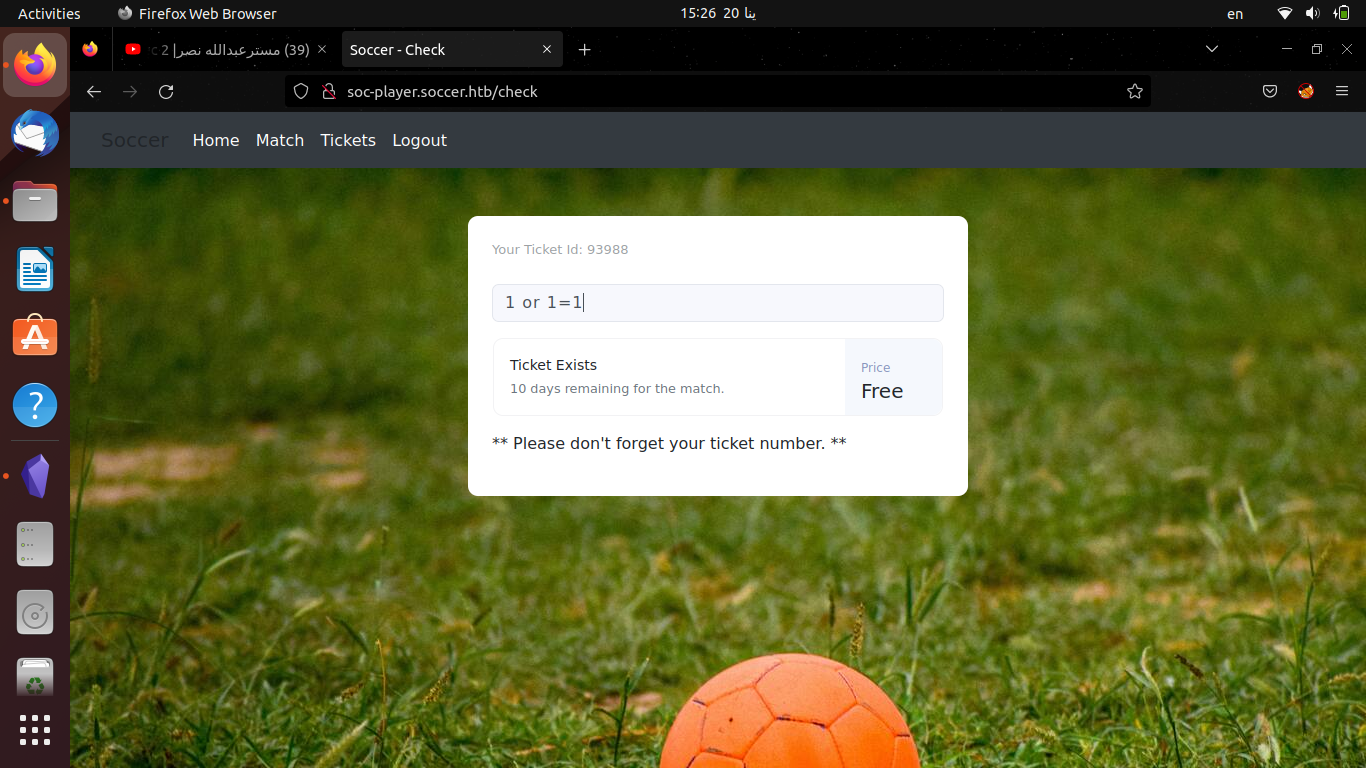 Activities Firefox Web Browser 15:26 20 ينا en
(39) مسترعبدالله نصر| 2 Soccer - Check
soc-player.soccer.htb/check
Soccer Home Match Tickets Logout
Your Ticket Id: 93988
1 or 1=1
Ticket Exists
10 days remaining for the match.
Price
Free
** Please don't forget your ticket number. **